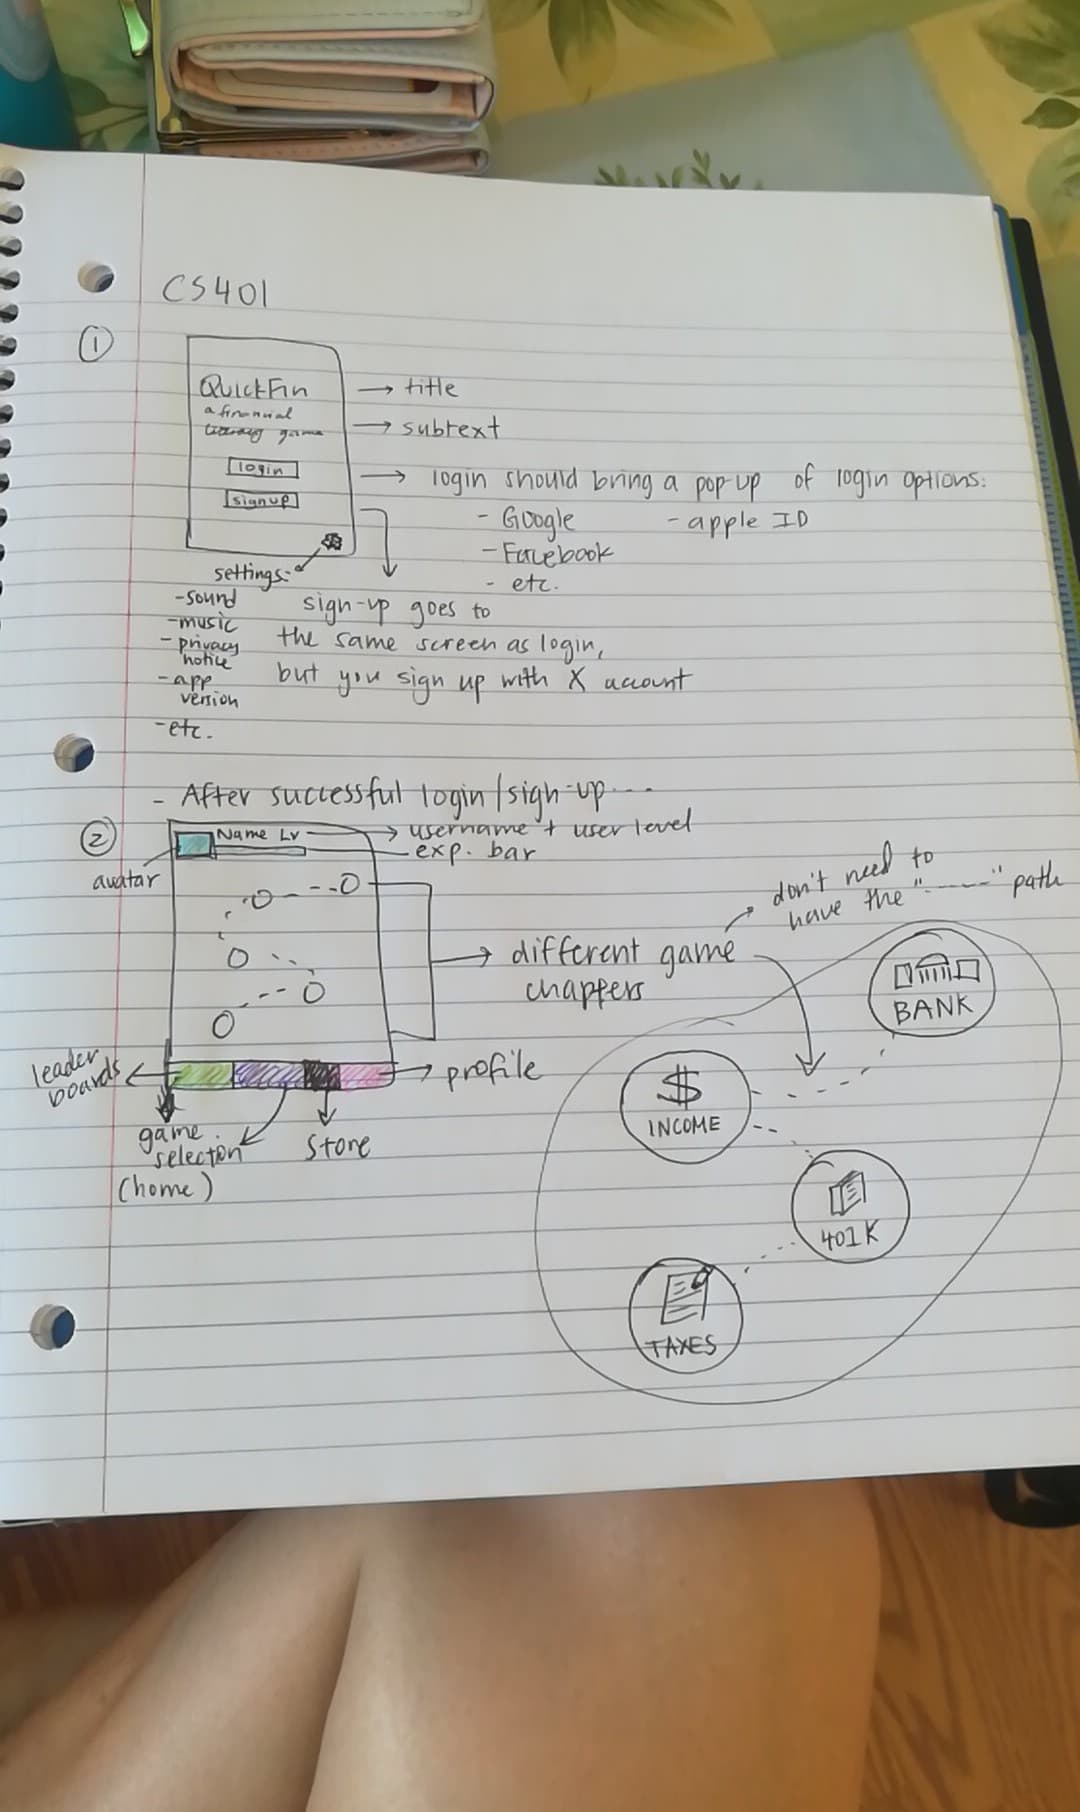 CS401
①
QuickFin → title
a financial
literacy game → subtext
login → login should bring a pop-up of login options:
signup
- Google - apple ID
- Facebook
- etc.
settings:
- sound
- music
- privacy
notice
- app
version
- etc.
sign-up goes to
the same screen as login,
but you sign up with X account
- After successful login/sign-up...
②
Name Lv → username + user level
exp. bar
avatar
different game
chapters
don't need to
have the "-----" path
BANK
$
INCOME
401K
TAXES
leader
boards
profile
game
selection
(home)
store